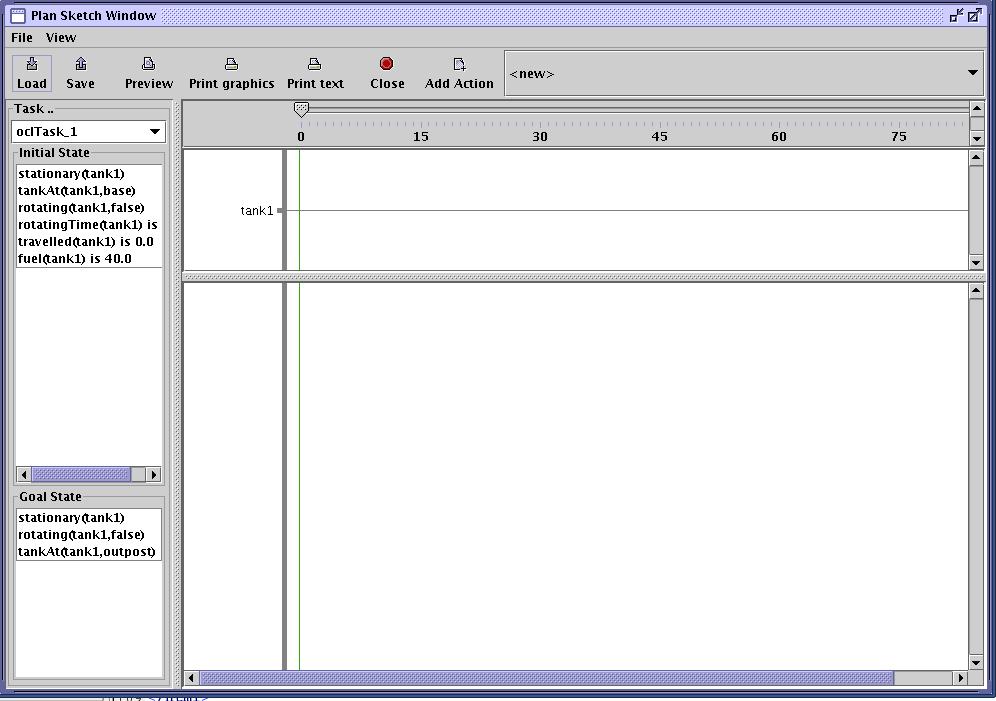 Plan Sketch Window
File View
Load Save Preview Print graphics Print text Close Add Action <new>
Task ..
oclTask_1
0 15 30 45 60 75
Initial State
stationary(tank1)
tankAt(tank1,base)
rotating(tank1,false)
rotatingTime(tank1) is
travelled(tank1) is 0.0
fuel(tank1) is 40.0
tank1
Goal State
stationary(tank1)
rotating(tank1,false)
tankAt(tank1,outpost)